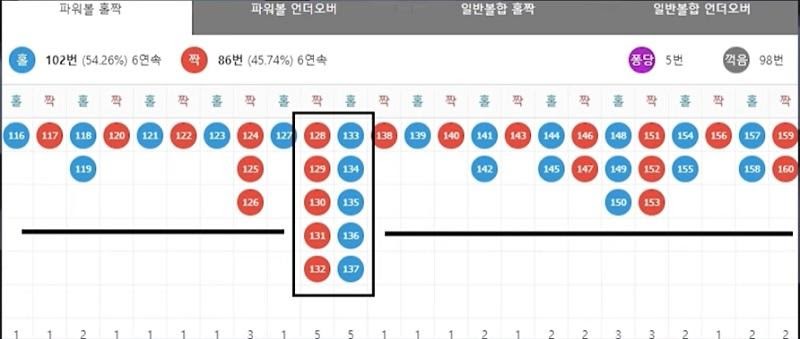 파워볼 홀짝 파워볼 언더오버 일반볼합 홀짝 일반볼합 언더오버
홀 102번 (54.26%) 6연속 짝 86번 (45.74%) 6연속 퐁당 5번 꺽음 98번
홀 짝 홀 짝 홀 짝 홀 짝 홀 짝 홀 짝 홀 짝 홀 짝 홀 짝 홀 짝 홀 짝 홀 짝
116 117 118 120 121 122 123 124 127 128 133 138 139 140 141 143 144 146 148 151 154 156 157 159
119 125 129 134 142 145 147 149 152 155 158 160
126 130 135 150 153
131 136
132 137
1 1 2 1 1 1 1 3 1 5 5 1 1 1 2 1 2 2 3 3 2 1 2 2